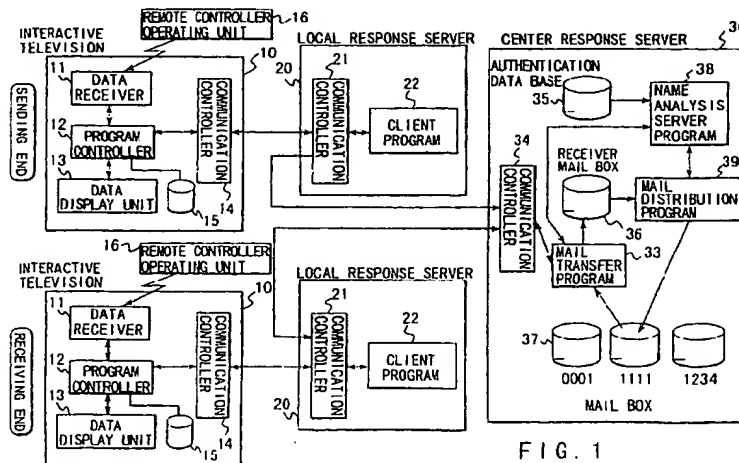 REMOTE CONTROLLER
OPERATING UNIT
16
INTERACTIVE
TELEVISION
10
11
DATA
RECEIVER
12
PROGRAM
CONTROLLER
13
DATA
DISPLAY UNIT
15
COMMUNICATION
CONTROLLER
14
SENDING END
LOCAL RESPONSE SERVER
20
21
COMMUNICATION
CONTROLLER
22
CLIENT
PROGRAM
CENTER RESPONSE SERVER
AUTHENTICATION
DATA BASE
35
38
NAME
ANALYSIS
SERVER
PROGRAM
34
COMMUNICATION
CONTROLLER
RECEIVER
MAIL BOX
36
39
MAIL
DISTRIBUTION
PROGRAM
MAIL
TRANSFER
PROGRAM
33
37
0001
1111
1234
MAIL BOX
16
REMOTE CONTROLLER
OPERATING UNIT
INTERACTIVE
TELEVISION
10
11
DATA
RECEIVER
12
PROGRAM
CONTROLLER
13
DATA
DISPLAY UNIT
15
COMMUNICATION
CONTROLLER
14
RECEIVING END
LOCAL RESPONSE SERVER
20
21
COMMUNICATION
CONTROLLER
22
CLIENT
PROGRAM
FIG. 1